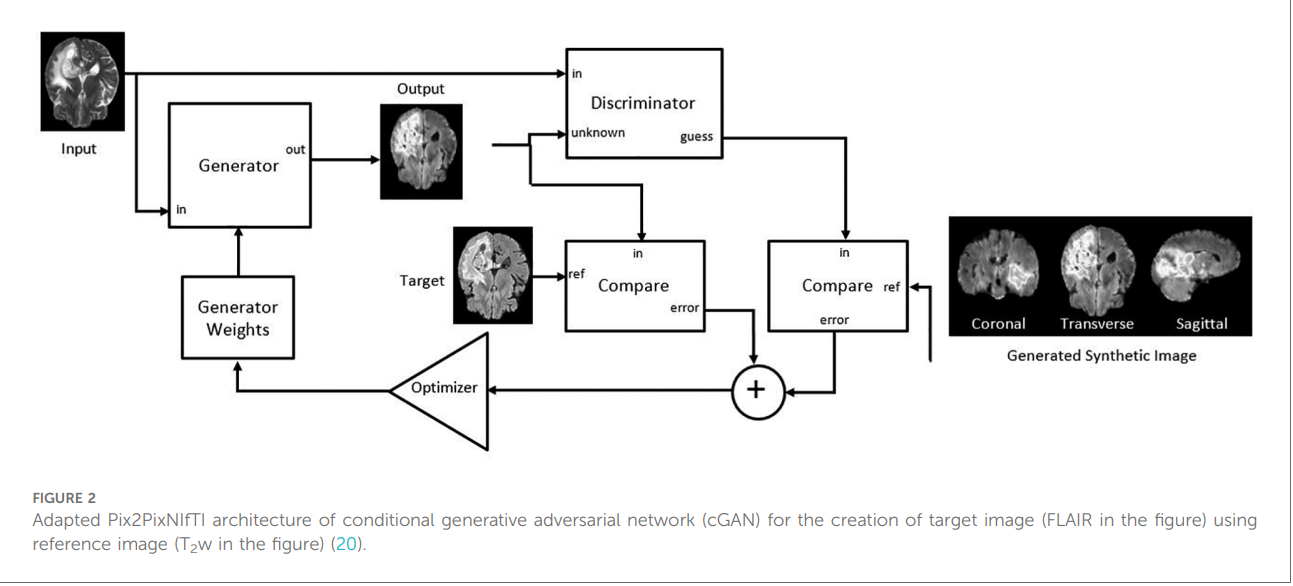 Input
Generator
in
out
Output
in
Discriminator
unknown
guess
Target
in
ref
Compare
error
in
Compare
ref
error
Coronal
Transverse
Sagittal
Generated Synthetic Image
Generator
Weights
Optimizer
+
FIGURE 2
Adapted Pix2PixNIfTI architecture of conditional generative adversarial network (cGAN) for the creation of target image (FLAIR in the figure) using
reference image (T₂w in the figure) (20).